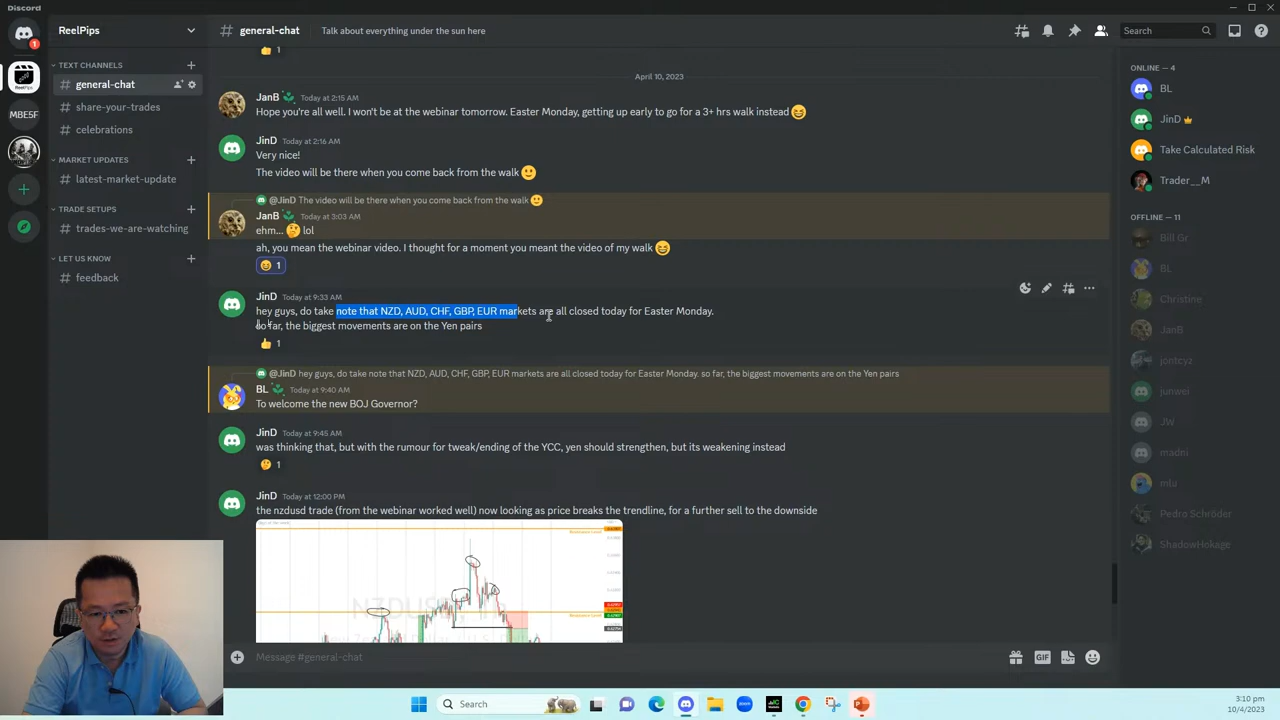 Discord
1
ReelPips
ReelPips
MBE5F
TEXT CHANNELS
# general-chat
# share-your-trades
# celebrations
MARKET UPDATES
# latest-market-update
TRADE SETUPS
# trades-we-are-watching
LET US KNOW
# feedback
# general-chat
Talk about everything under the sun here
Search
1
April 10, 2023
JanB Today at 2:15 AM
Hope you're all well. I won't be at the webinar tomorrow. Easter Monday, getting up early to go for a 3+ hrs walk instead 😆
JinD Today at 2:16 AM
Very nice!
The video will be there when you come back from the walk 🙂
@JinD The video will be there when you come back from the walk 🙂
JanB Today at 3:03 AM
ehm... 🤔 lol
ah, you mean the webinar video. I thought for a moment you meant the video of my walk 😆
1
JinD Today at 9:33 AM
hey guys, do take note that NZD, AUD, CHF, GBP, EUR markets are all closed today for Easter Monday.
so far, the biggest movements are on the Yen pairs
1
@JinD hey guys, do take note that NZD, AUD, CHF, GBP, EUR markets are all closed today for Easter Monday. so far, the biggest movements are on the Yen pairs
BL Today at 9:40 AM
To welcome the new BOJ Governor?
JinD Today at 9:45 AM
was thinking that, but with the rumour for tweak/ending of the YCC, yen should strengthen, but its weakening instead
1
JinD Today at 12:00 PM
the nzdusd trade (from the webinar worked well) now looking as price breaks the trendline, for a further sell to the downside
Message #general-chat
GIF
ONLINE — 4
BL
JinD
Take Calculated Risk
Trader__M
OFFLINE — 11
Bill Gr.
BL
Christine
JanB
jontcyz
junwei
JW
madni
mlu
Pedro Schröder
ShadowHokage
Search
zoom
3:10 pm
10/4/2023